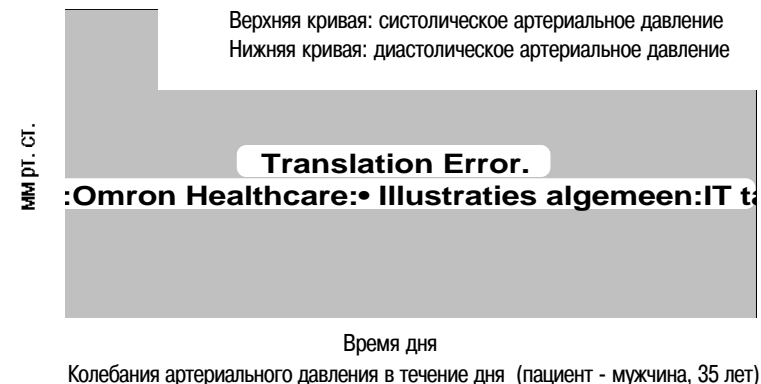 Верхняя кривая: систолическое артериальное давление
Нижняя кривая: диастолическое артериальное давление
мм рт. ст.
Translation Error.
:Omron Healthcare:• Illustraties algemeen:IT
Время дня
Колебания артериального давления в течение дня (пациент - мужчина, 35 лет)